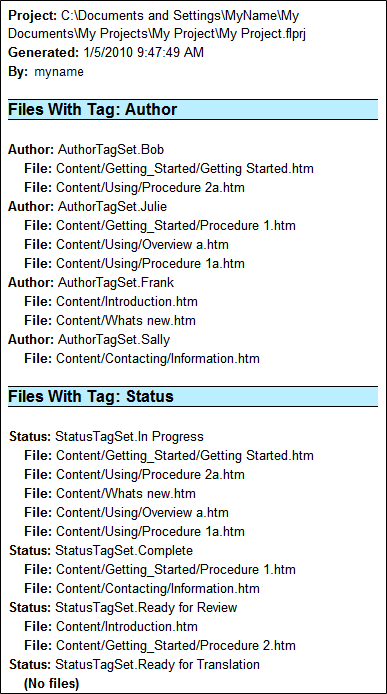 Project: C:\Documents and Settings\MyName\My
Documents\My Projects\My Project\My Project.flprj
Generated: 1/5/2010 9:47:49 AM
By: myname
Files With Tag: Author
Author: AuthorTagSet.Bob
File: Content/Getting_Started/Getting Started.htm
File: Content/Using/Procedure 2a.htm
Author: AuthorTagSet.Julie
File: Content/Getting_Started/Procedure 1.htm
File: Content/Using/Overview a.htm
File: Content/Using/Procedure 1a.htm
Author: AuthorTagSet.Frank
File: Content/Introduction.htm
File: Content/Whats new.htm
Author: AuthorTagSet.Sally
File: Content/Contacting/Information.htm
Files With Tag: Status
Status: StatusTagSet.In Progress
File: Content/Getting_Started/Getting Started.htm
File: Content/Using/Procedure 2a.htm
File: Content/Whats new.htm
File: Content/Using/Overview a.htm
File: Content/Using/Procedure 1a.htm
Status: StatusTagSet.Complete
File: Content/Getting_Started/Procedure 1.htm
File: Content/Contacting/Information.htm
Status: StatusTagSet.Ready for Review
File: Content/Introduction.htm
File: Content/Getting_Started/Procedure 2.htm
Status: StatusTagSet.Ready for Translation
(No files)